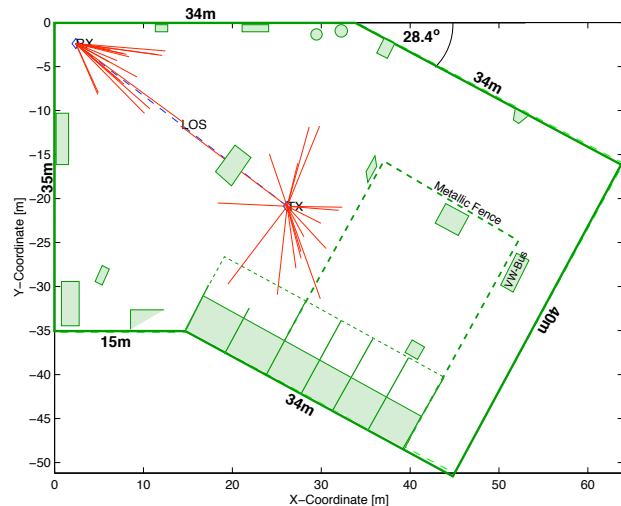 34m
28.4°
34m
RX
LOS
35m
TX
Metallic Fence
VW-Bus
40m
15m
34m
0
−5
−10
−15
−20
−25
−30
−35
−40
−45
−50
Y−Coordinate [m]
0
10
20
30
40
50
60
X−Coordinate [m]